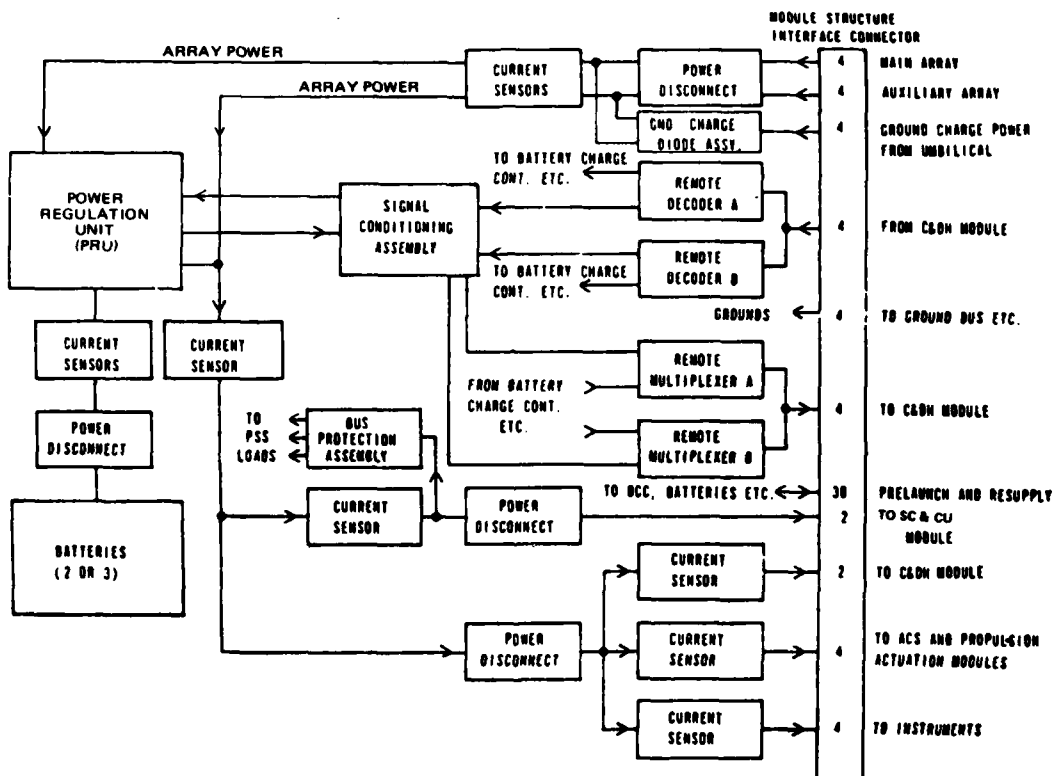 MODULE STRUCTURE
INTERFACE CONNECTOR
ARRAY POWER
ARRAY POWER
CURRENT
SENSORS
POWER
DISCONNECT
4 MAIN ARRAY
4 AUXILIARY ARRAY
GND CHARGE
DIODE ASSY.
4 GROUND CHARGE POWER
FROM UMBILICAL
TO BATTERY CHARGE
CONT. ETC.
REMOTE
DECODER A
POWER
REGULATION
UNIT
(PRU)
SIGNAL
CONDITIONING
ASSEMBLY
4 FROM C&DH MODULE
REMOTE
DECODER B
TO BATTERY CHARGE
CONT. ETC.
GROUNDS
4 TO GROUND BUS ETC.
CURRENT
SENSORS
CURRENT
SENSOR
REMOTE
MULTIPLEXER A
FROM BATTERY
CHARGE CONT.
ETC.
4 TO C&DH MODULE
REMOTE
MULTIPLEXER B
POWER
DISCONNECT
TO
PSS
LOADS
BUS
PROTECTION
ASSEMBLY
TO BCC, BATTERIES ETC.
38 PRELAUNCH AND RESUPPLY
CURRENT
SENSOR
POWER
DISCONNECT
2 TO SC & CU
MODULE
BATTERIES
(2 OR 3)
CURRENT
SENSOR
2 TO C&DH MODULE
POWER
DISCONNECT
CURRENT
SENSOR
4 TO ACS AND PROPULSION
ACTUATION MODULES
CURRENT
SENSOR
4 TO INSTRUMENTS